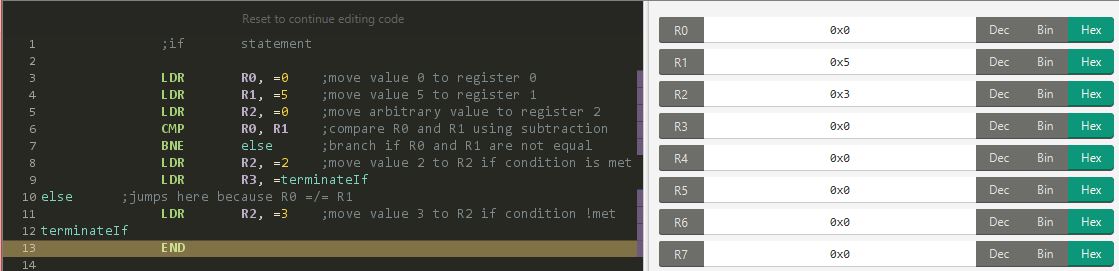 Reset to continue editing code
1 ;if statement
2
3 LDR R0, =0 ;move value 0 to register 0
4 LDR R1, =5 ;move value 5 to register 1
5 LDR R2, =0 ;move arbitrary value to register 2
6 CMP R0, R1 ;compare R0 and R1 using subtraction
7 BNE else ;branch if R0 and R1 are not equal
8 LDR R2, =2 ;move value 2 to R2 if condition is met
9 LDR R3, =terminateIf
10 else ;jumps here because R0 =/= R1
11 LDR R2, =3 ;move value 3 to R2 if condition !met
12 terminateIf
13 END
14
R0 0x0 Dec Bin Hex
R1 0x5 Dec Bin Hex
R2 0x3 Dec Bin Hex
R3 0x0 Dec Bin Hex
R4 0x0 Dec Bin Hex
R5 0x0 Dec Bin Hex
R6 0x0 Dec Bin Hex
R7 0x0 Dec Bin Hex